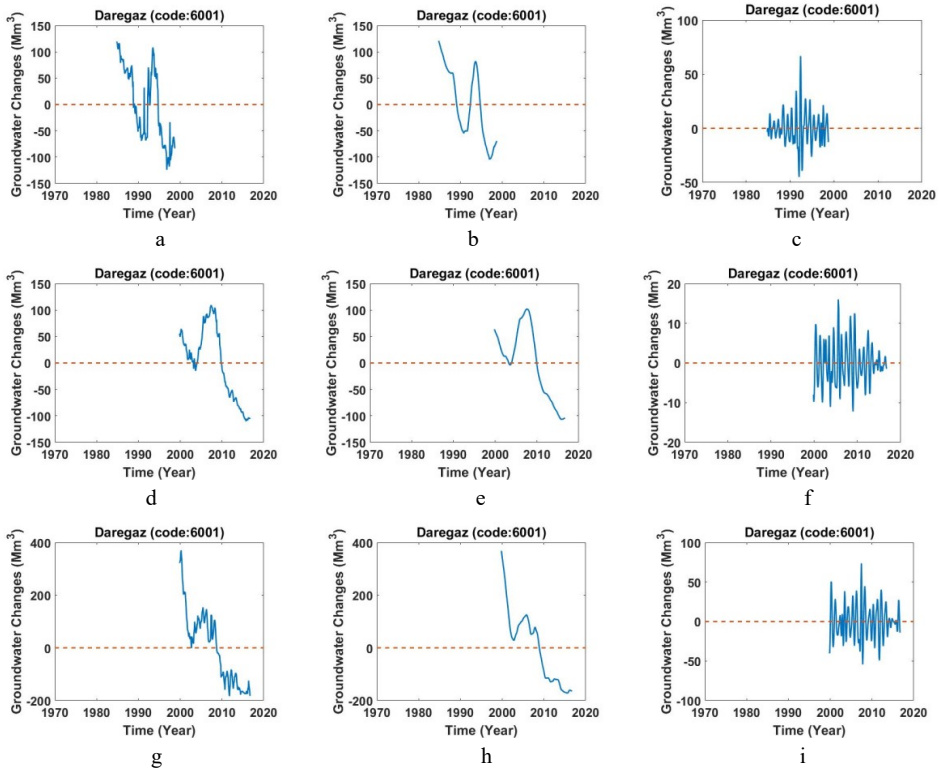 Daregaz (code:6001)
Groundwater Changes (Mm³)
150
100
50
0
-50
-100
-150
1970 1980 1990 2000 2010 2020
Time (Year)
a
Daregaz (code:6001)
Groundwater Changes (Mm³)
150
100
50
0
-50
-100
-150
1970 1980 1990 2000 2010 2020
Time (Year)
b
Daregaz (code:6001)
Groundwater Changes (Mm³)
100
50
0
-50
1970 1980 1990 2000 2010 2020
Time (Year)
c
Daregaz (code:6001)
Groundwater Changes (Mm³)
150
100
50
0
-50
-100
-150
1970 1980 1990 2000 2010 2020
Time (Year)
d
Daregaz (code:6001)
Groundwater Changes (Mm³)
150
100
50
0
-50
-100
-150
1970 1980 1990 2000 2010 2020
Time (Year)
e
Daregaz (code:6001)
Groundwater Changes (Mm³)
20
10
0
-10
-20
1970 1980 1990 2000 2010 2020
Time (Year)
f
Daregaz (code:6001)
Groundwater Changes (Mm³)
400
200
0
-200
1970 1980 1990 2000 2010 2020
Time (Year)
g
Daregaz (code:6001)
Groundwater Changes (Mm³)
400
200
0
-200
1970 1980 1990 2000 2010 2020
Time (Year)
h
Daregaz (code:6001)
Groundwater Changes (Mm³)
100
50
0
-50
-100
1970 1980 1990 2000 2010 2020
Time (Year)
i